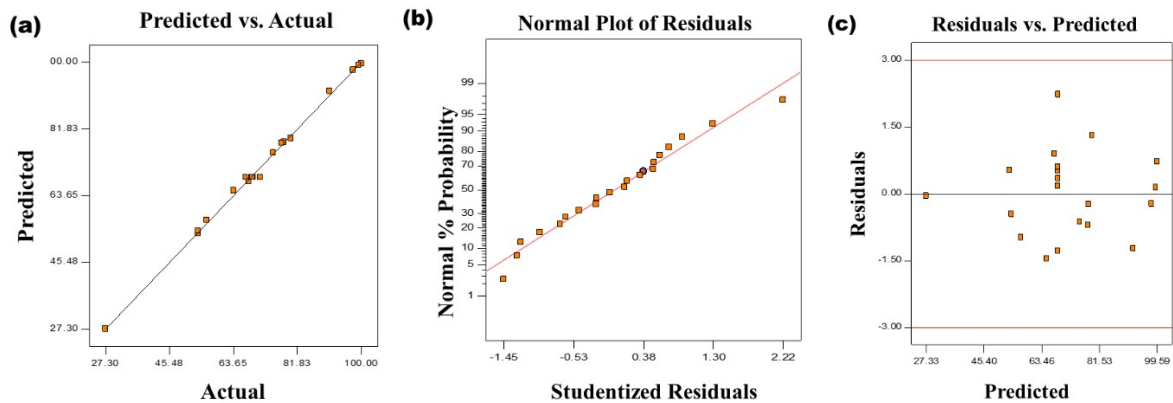 (a)
Predicted vs. Actual
00.00
81.83
63.65
45.48
27.30
Predicted
27.30 45.48 63.65 81.83 100.00
Actual
(b)
Normal Plot of Residuals
99
95
90
80
70
50
30
20
10
5
1
Normal % Probability
-1.45 -0.53 0.38 1.30 2.22
Studentized Residuals
(c)
Residuals vs. Predicted
3.00
1.50
0.00
-1.50
-3.00
Residuals
27.33 45.40 63.46 81.53 99.59
Predicted